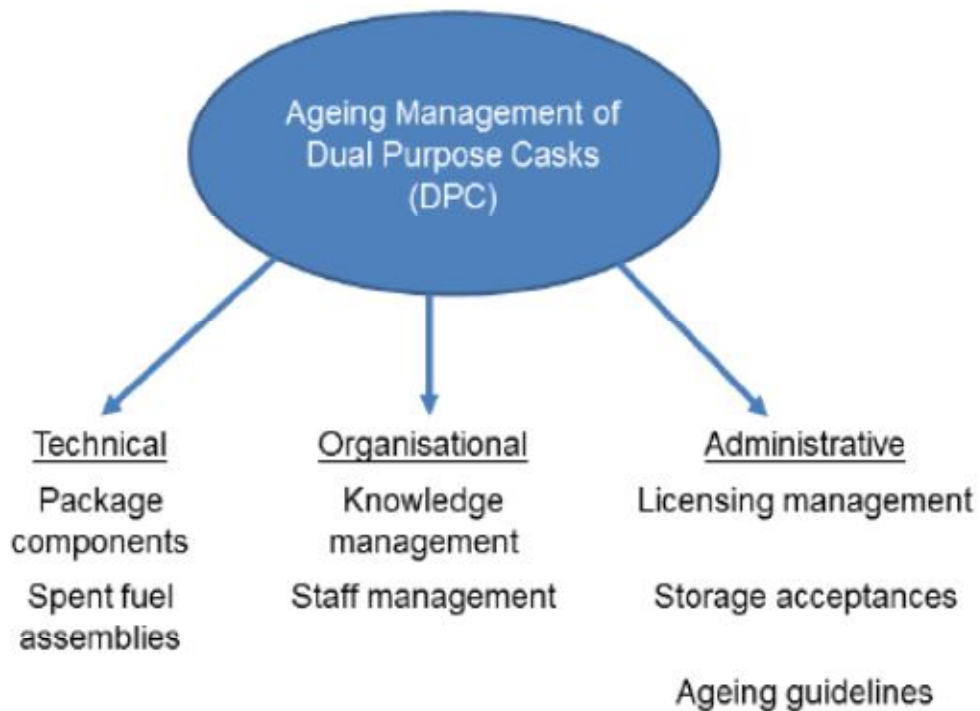 Ageing Management of
Dual Purpose Casks
(DPC)
Technical
Package
components
Spent fuel
assemblies
Organisational
Knowledge
management
Staff management
Administrative
Licensing management
Storage acceptances
Ageing guidelines